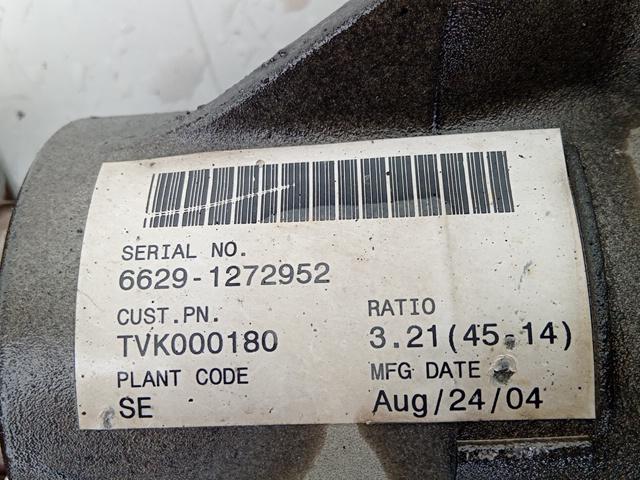 SERIAL NO.
6629-1272952
CUST.PN.
TVK000180
RATIO
3.21(45-14)
PLANT CODE
SE
MFG DATE
Aug/24/04